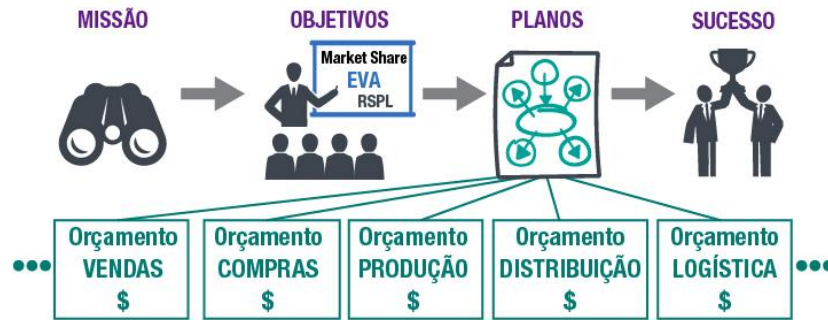 MISSÃO
OBJETIVOS
PLANOS
SUCESSO
Market Share
EVA
RSPL
Orçamento
VENDAS
$
Orçamento
COMPRAS
$
Orçamento
PRODUÇÃO
$
Orçamento
DISTRIBUIÇÃO
$
Orçamento
LOGÍSTICA
$